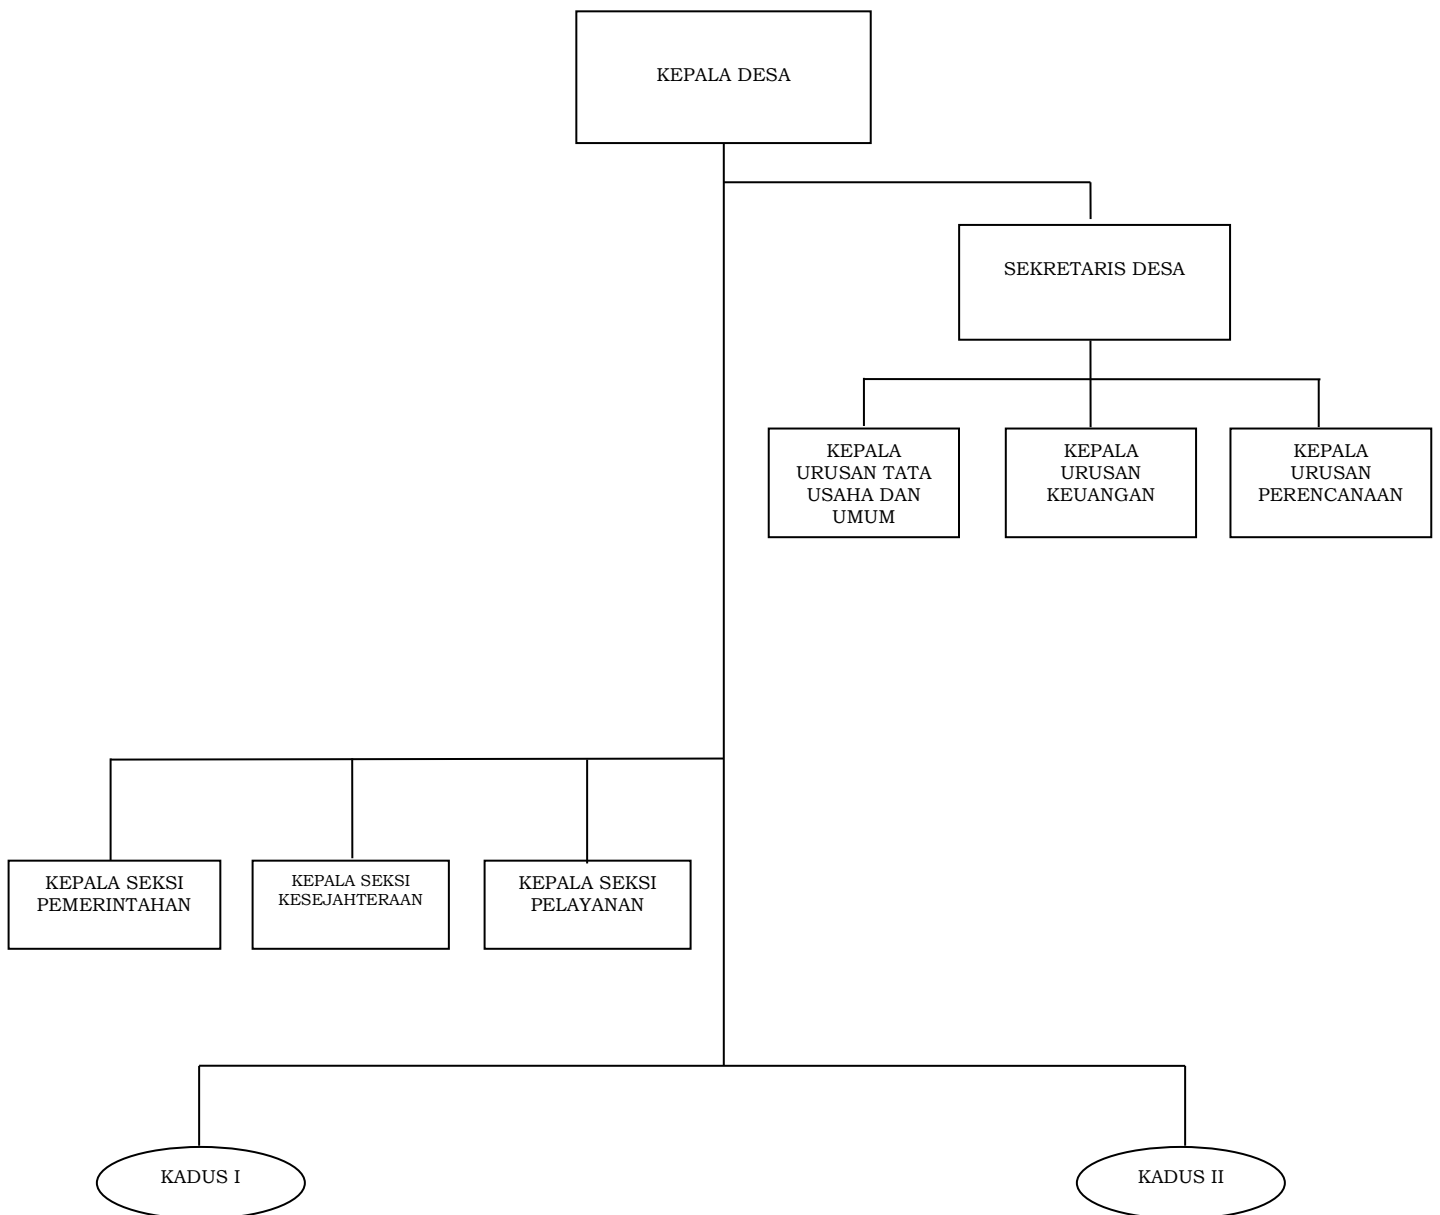 KEPALA DESA
SEKRETARIS DESA
KEPALA
URUSAN TATA
USAHA DAN
UMUM
KEPALA
URUSAN
KEUANGAN
KEPALA
URUSAN
PERENCANAAN
KEPALA SEKSI
PEMERINTAHAN
KEPALA SEKSI
KESEJAHTERAAN
KEPALA SEKSI
PELAYANAN
KADUS I
KADUS II